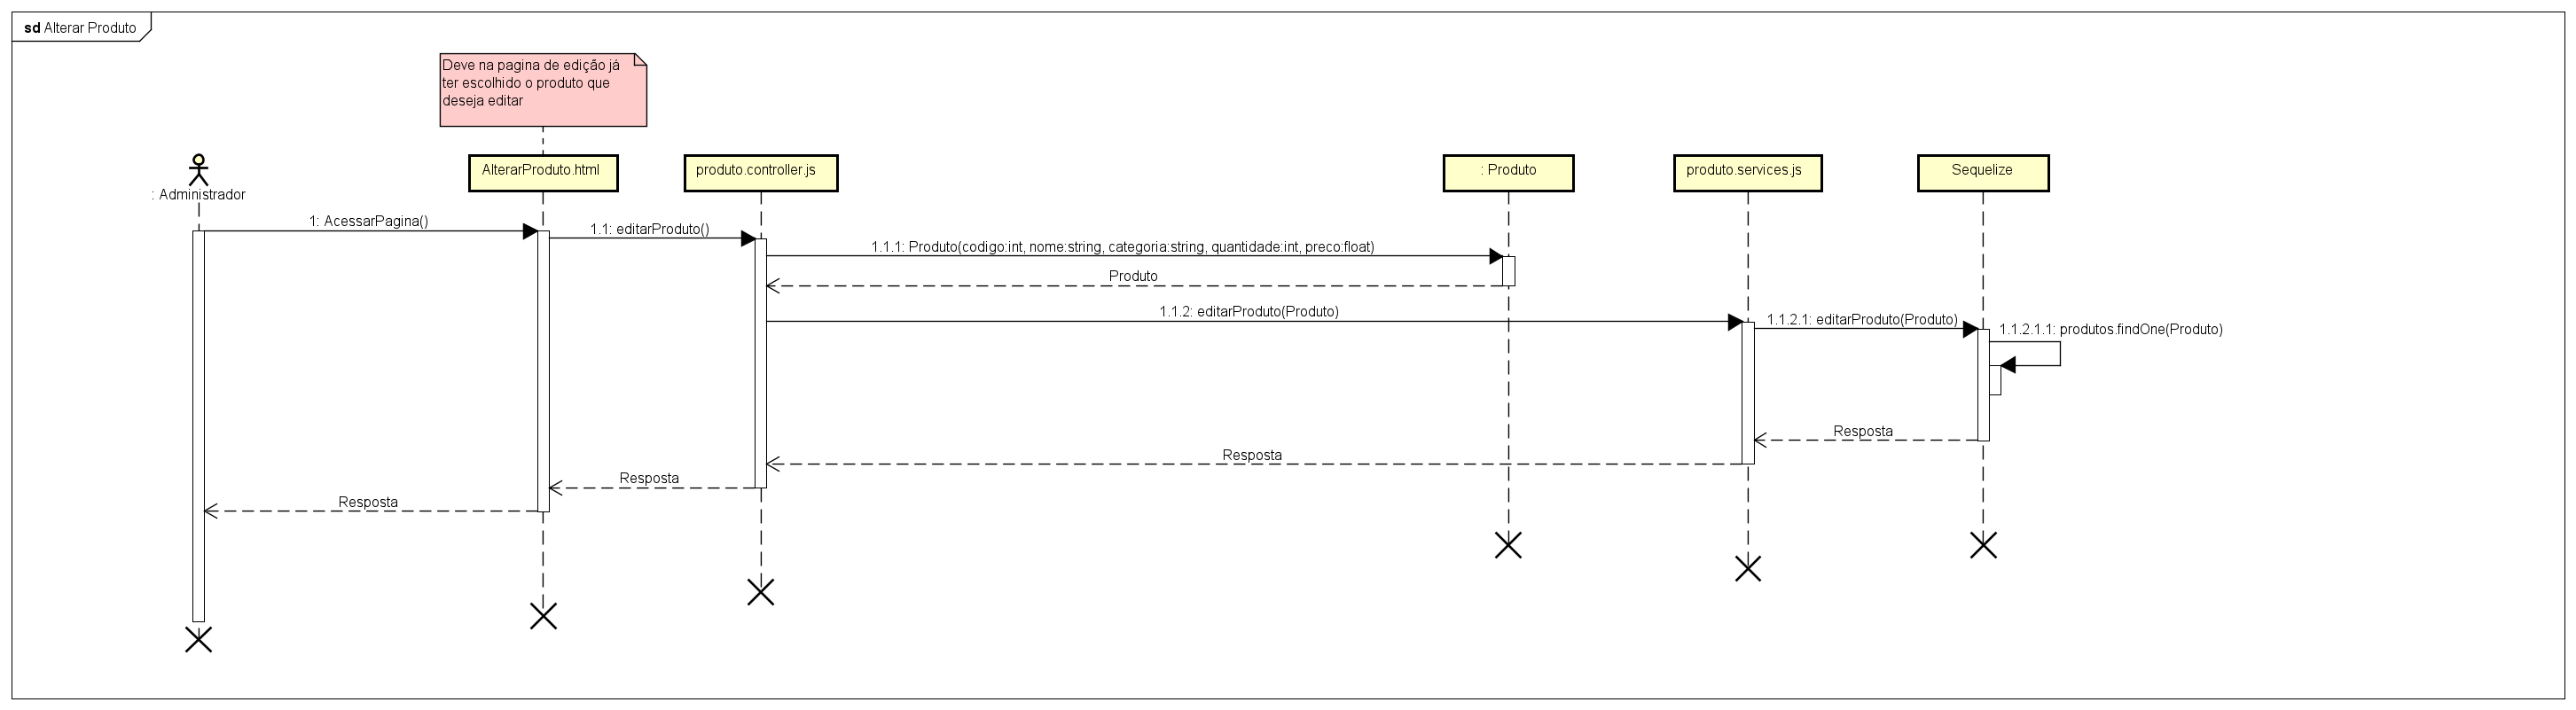 sd Alterar Produto
Deve na pagina de edição já
ter escolhido o produto que
deseja editar
: Administrador
AlterarProduto.html
produto.controller.js
: Produto
produto.services.js
Sequelize
1: AcessarPagina()
1.1: editarProduto()
1.1.1: Produto(codigo:int, nome:string, categoria:string, quantidade:int, preco:float)
Produto
1.1.2: editarProduto(Produto)
1.1.2.1: editarProduto(Produto)
1.1.2.1.1: produtos.findOne(Produto)
Resposta
Resposta
Resposta
Resposta